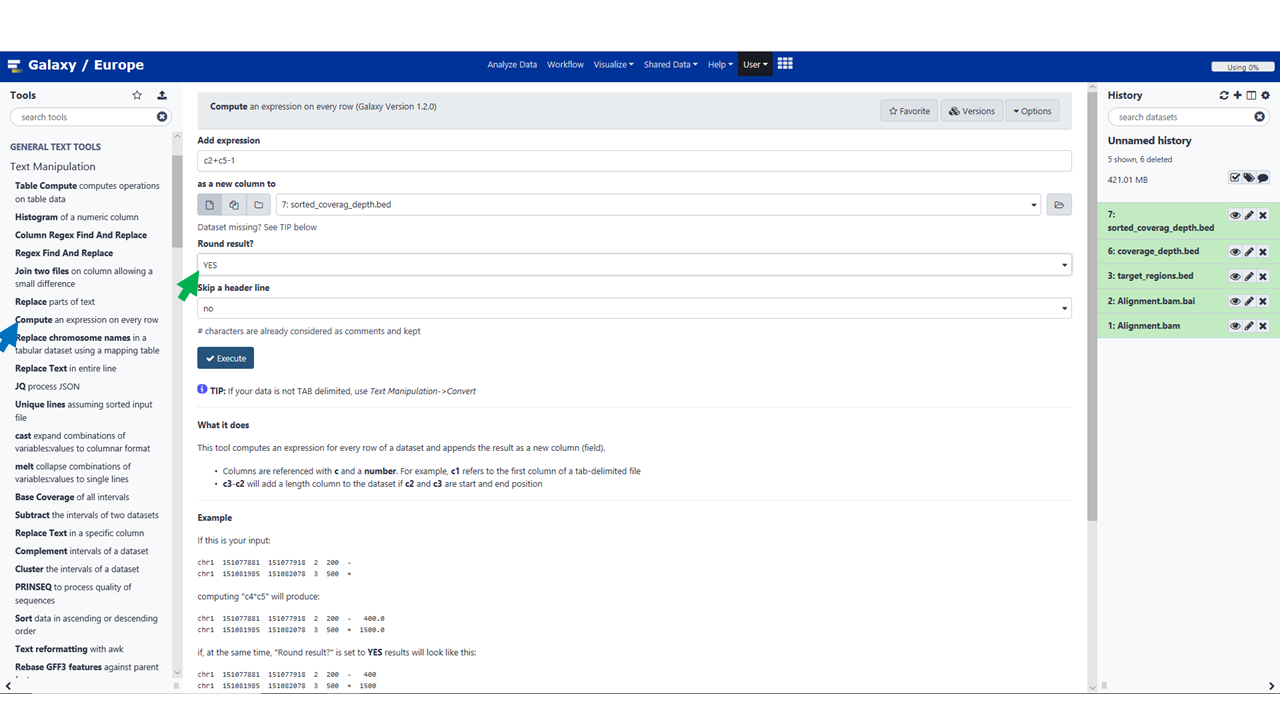 Galaxy / Europe
Analyze Data Workflow Visualize Shared Data Help User
Using 0%
Tools
search tools
GENERAL TEXT TOOLS
Text Manipulation
Table Compute computes operations
on table data
Histogram of a numeric column
Column Regex Find And Replace
Regex Find And Replace
Join two files on column allowing a
small difference
Replace parts of text
Compute an expression on every row
Replace chromosome names in a
tabular dataset using a mapping table
Replace Text in entire line
JQ process JSON
Unique lines assuming sorted input
file
cast expand combinations of
variables:values to columnar format
melt collapse combinations of
variables:values to single lines
Base Coverage of all intervals
Subtract the intervals of two datasets
Replace Text in a specific column
Complement intervals of a dataset
Cluster the intervals of a dataset
PRINSEQ to process quality of
sequences
Sort data in ascending or descending
order
Text reformatting with awk
Rebase GFF3 features against parent
Compute an expression on every row (Galaxy Version 1.2.0)
Favorite Versions Options
Add expression
c2+c5-1
as a new column to
7: sorted_coverag_depth.bed
Dataset missing? See TIP below
Round result?
YES
Skip a header line
no
# characters are already considered as comments and kept
Execute
TIP: If your data is not TAB delimited, use Text Manipulation->Convert
What it does
This tool computes an expression for every row of a dataset and appends the result as a new column (field).
• Columns are referenced with c and a number. For example, c1 refers to the first column of a tab-delimited file
• c3-c2 will add a length column to the dataset if c2 and c3 are start and end position
Example
If this is your input:
chr1 151077881 151077918 2 200 -
chr1 151081985 151082078 3 500 +
computing "c4*c5" will produce:
chr1 151077881 151077918 2 200 - 400.0
chr1 151081985 151082078 3 500 + 1500.0
if, at the same time, "Round result?" is set to YES results will look like this:
chr1 151077881 151077918 2 200 - 400
chr1 151081985 151082078 3 500 + 1500
History
search datasets
Unnamed history
5 shown, 6 deleted
421.01 MB
7:
sorted_coverag_depth.bed
6: coverage_depth.bed
3: target_regions.bed
2: Alignment.bam.bai
1: Alignment.bam